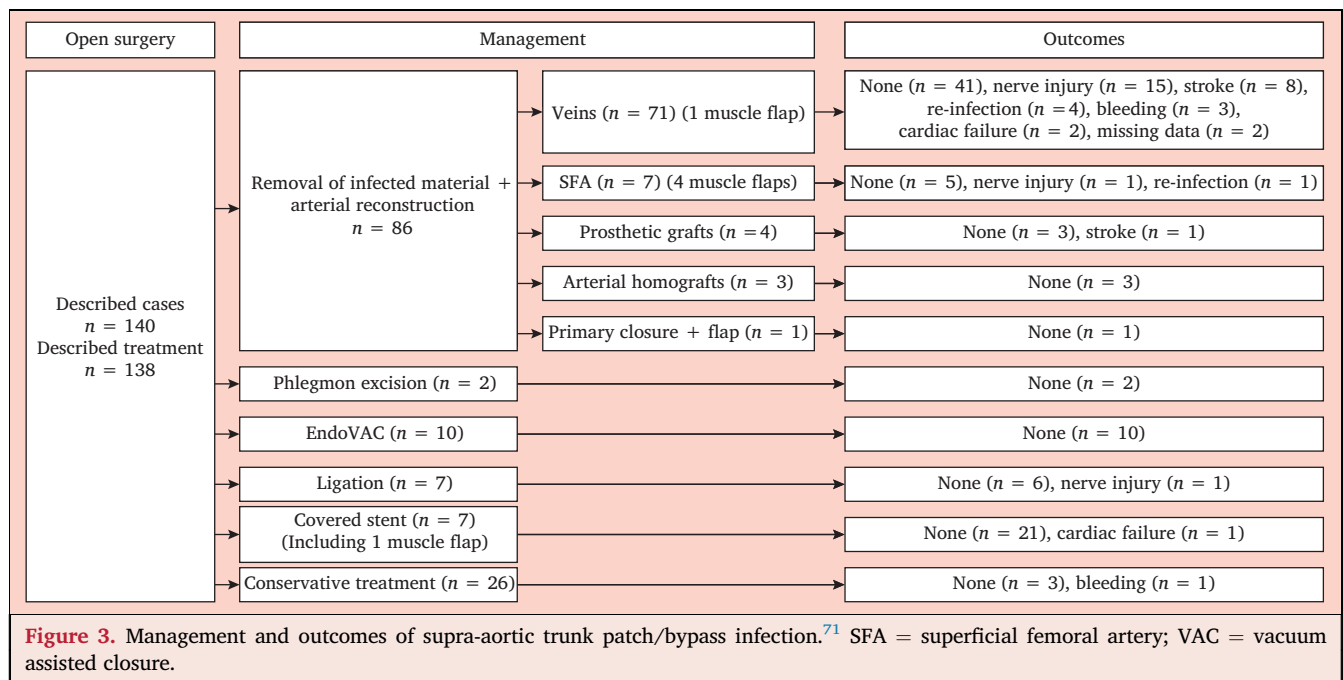 Open surgery
Management
Outcomes
Described cases
n = 140
Described treatment
n = 138
Removal of infected material +
arterial reconstruction
n = 86
Veins (n = 71) (1 muscle flap)
None (n = 41), nerve injury (n = 15), stroke (n = 8),
re-infection (n = 4), bleeding (n = 3),
cardiac failure (n = 2), missing data (n = 2)
SFA (n = 7) (4 muscle flaps)
None (n = 5), nerve injury (n = 1), re-infection (n = 1)
Prosthetic grafts (n = 4)
None (n = 3), stroke (n = 1)
Arterial homografts (n = 3)
None (n = 3)
Primary closure + flap (n = 1)
None (n = 1)
Phlegmon excision (n = 2)
None (n = 2)
EndoVAC (n = 10)
None (n = 10)
Ligation (n = 7)
None (n = 6), nerve injury (n = 1)
Covered stent (n = 7)
(Including 1 muscle flap)
None (n = 21), cardiac failure (n = 1)
Conservative treatment (n = 26)
None (n = 3), bleeding (n = 1)
Figure 3. Management and outcomes of supra-aortic trunk patch/bypass infection.71 SFA = superficial femoral artery; VAC = vacuum
assisted closure.